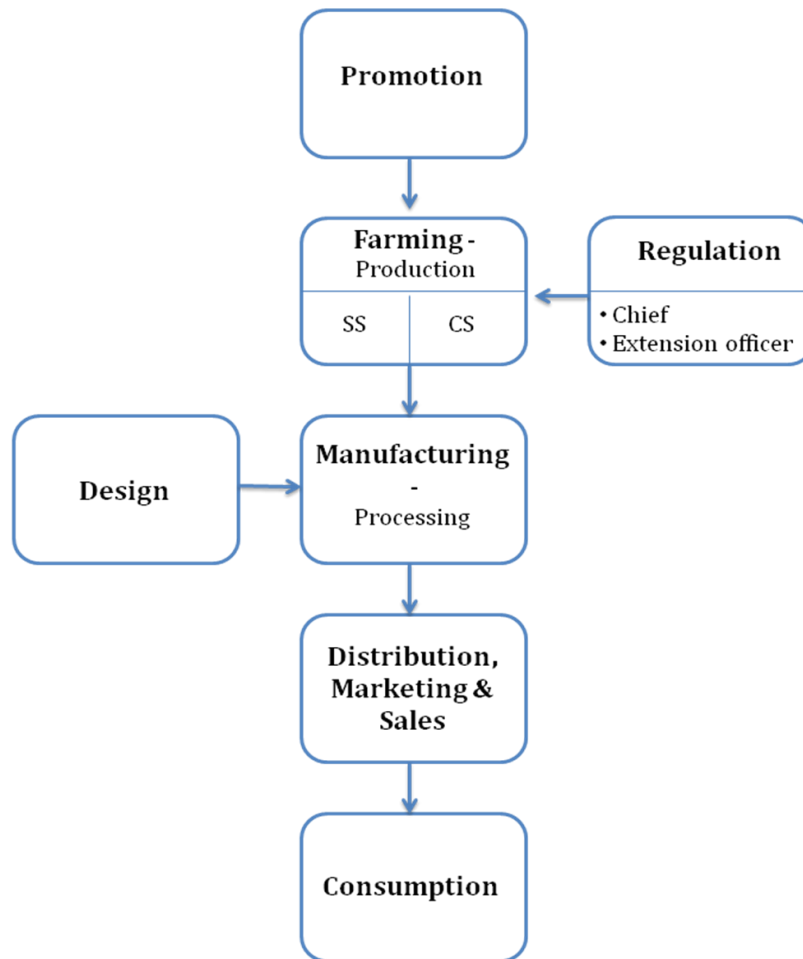 Promotion
Farming -
Production
SS
CS
Regulation
• Chief
• Extension officer
Design
Manufacturing
-
Processing
Distribution,
Marketing &
Sales
Consumption